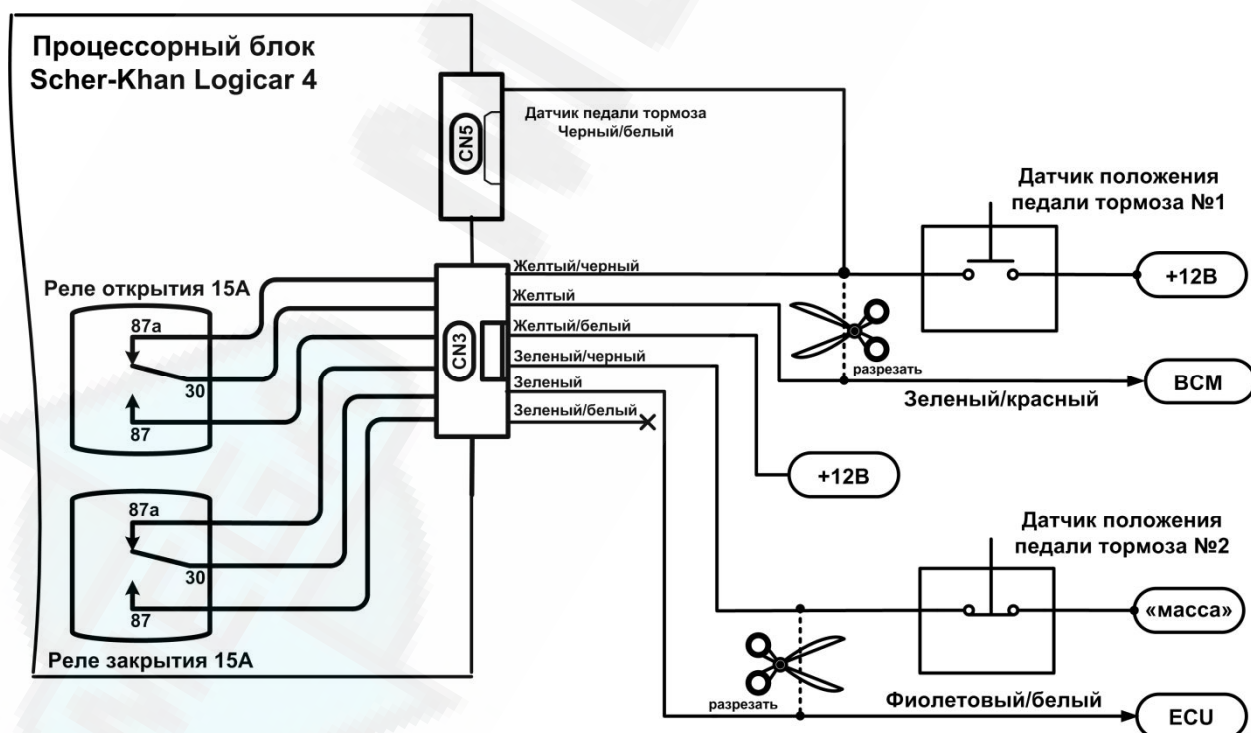 Процессорный блок
Scher-Khan Logicar 4
CN5
Датчик педали тормоза
Черный/белый
Датчик положения
педали тормоза №1
+12В
Желтый/черный
Желтый
Желтый/белый
Зеленый/черный
Зеленый
Зеленый/белый
CN3
разрезать
Зеленый/красный
BCM
Реле открытия 15А
87a
30
87
+12В
Датчик положения
педали тормоза №2
«масса»
87a
30
87
Реле закрытия 15А
разрезать
Фиолетовый/белый
ECU